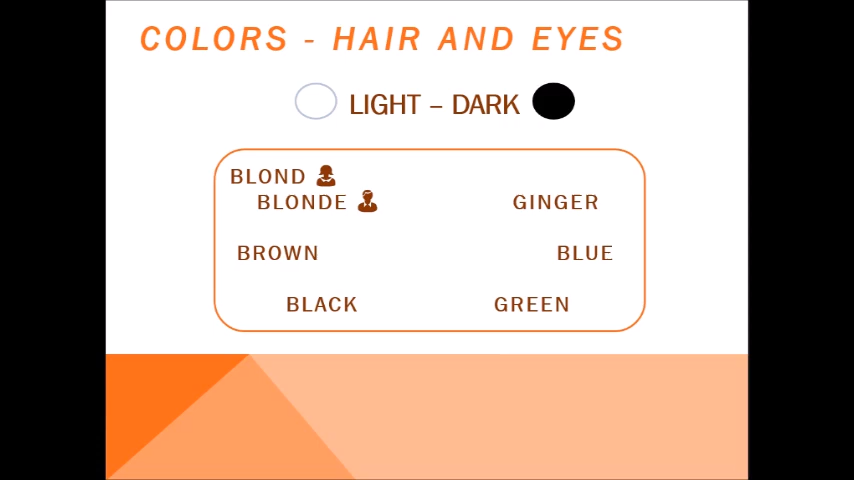 COLORS - HAIR AND EYES
LIGHT – DARK
BLOND
BLONDE GINGER
BROWN BLUE
BLACK GREEN